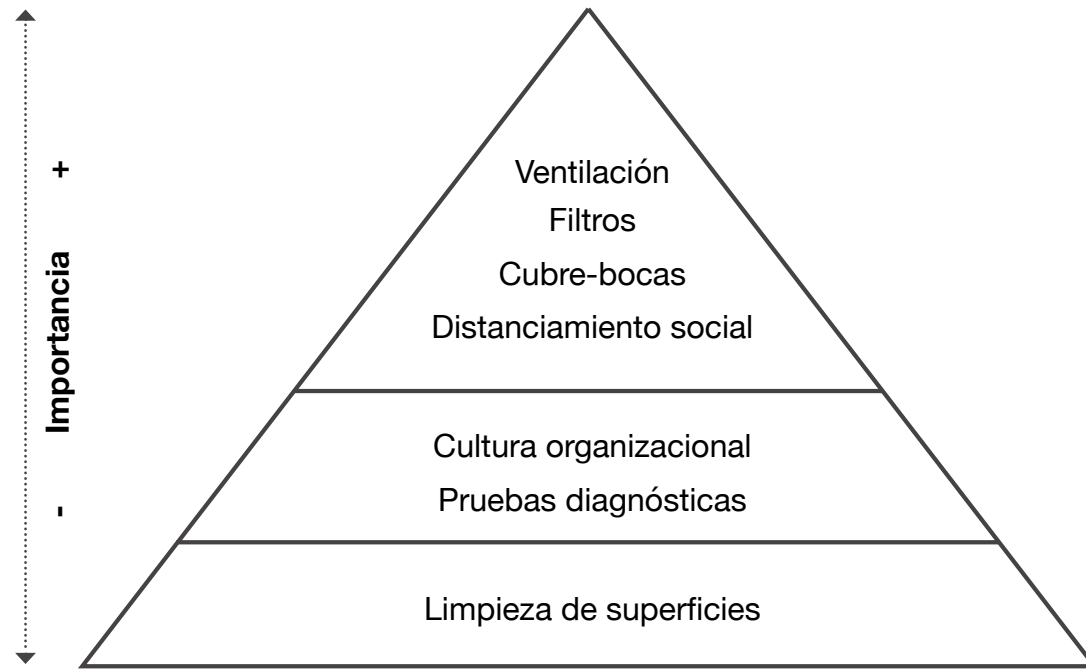 +
Importancia
-
Ventilación
Filtros
Cubre-bocas
Distanciamiento social
Cultura organizacional
Pruebas diagnósticas
Limpieza de superficies